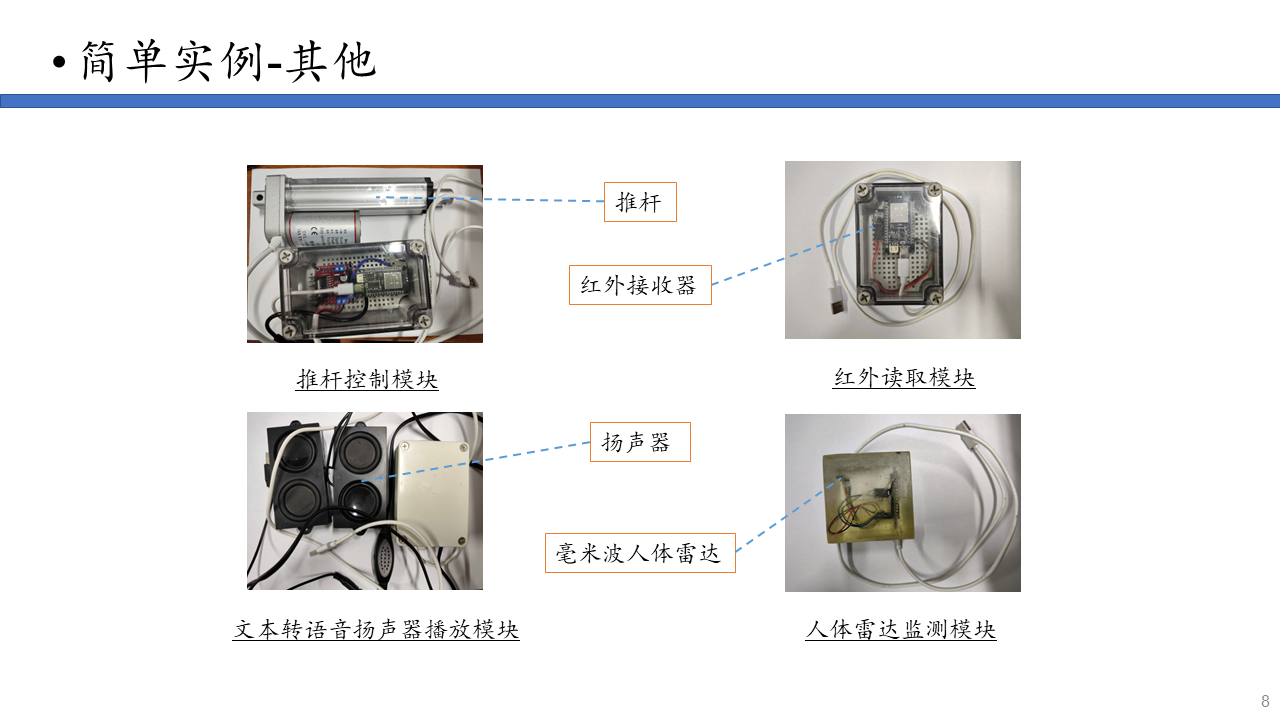 • 简单实例-其他
推杆
红外接收器
推杆控制模块
红外读取模块
扬声器
毫米波人体雷达
文本转语音扬声器播放模块
人体雷达监测模块
8